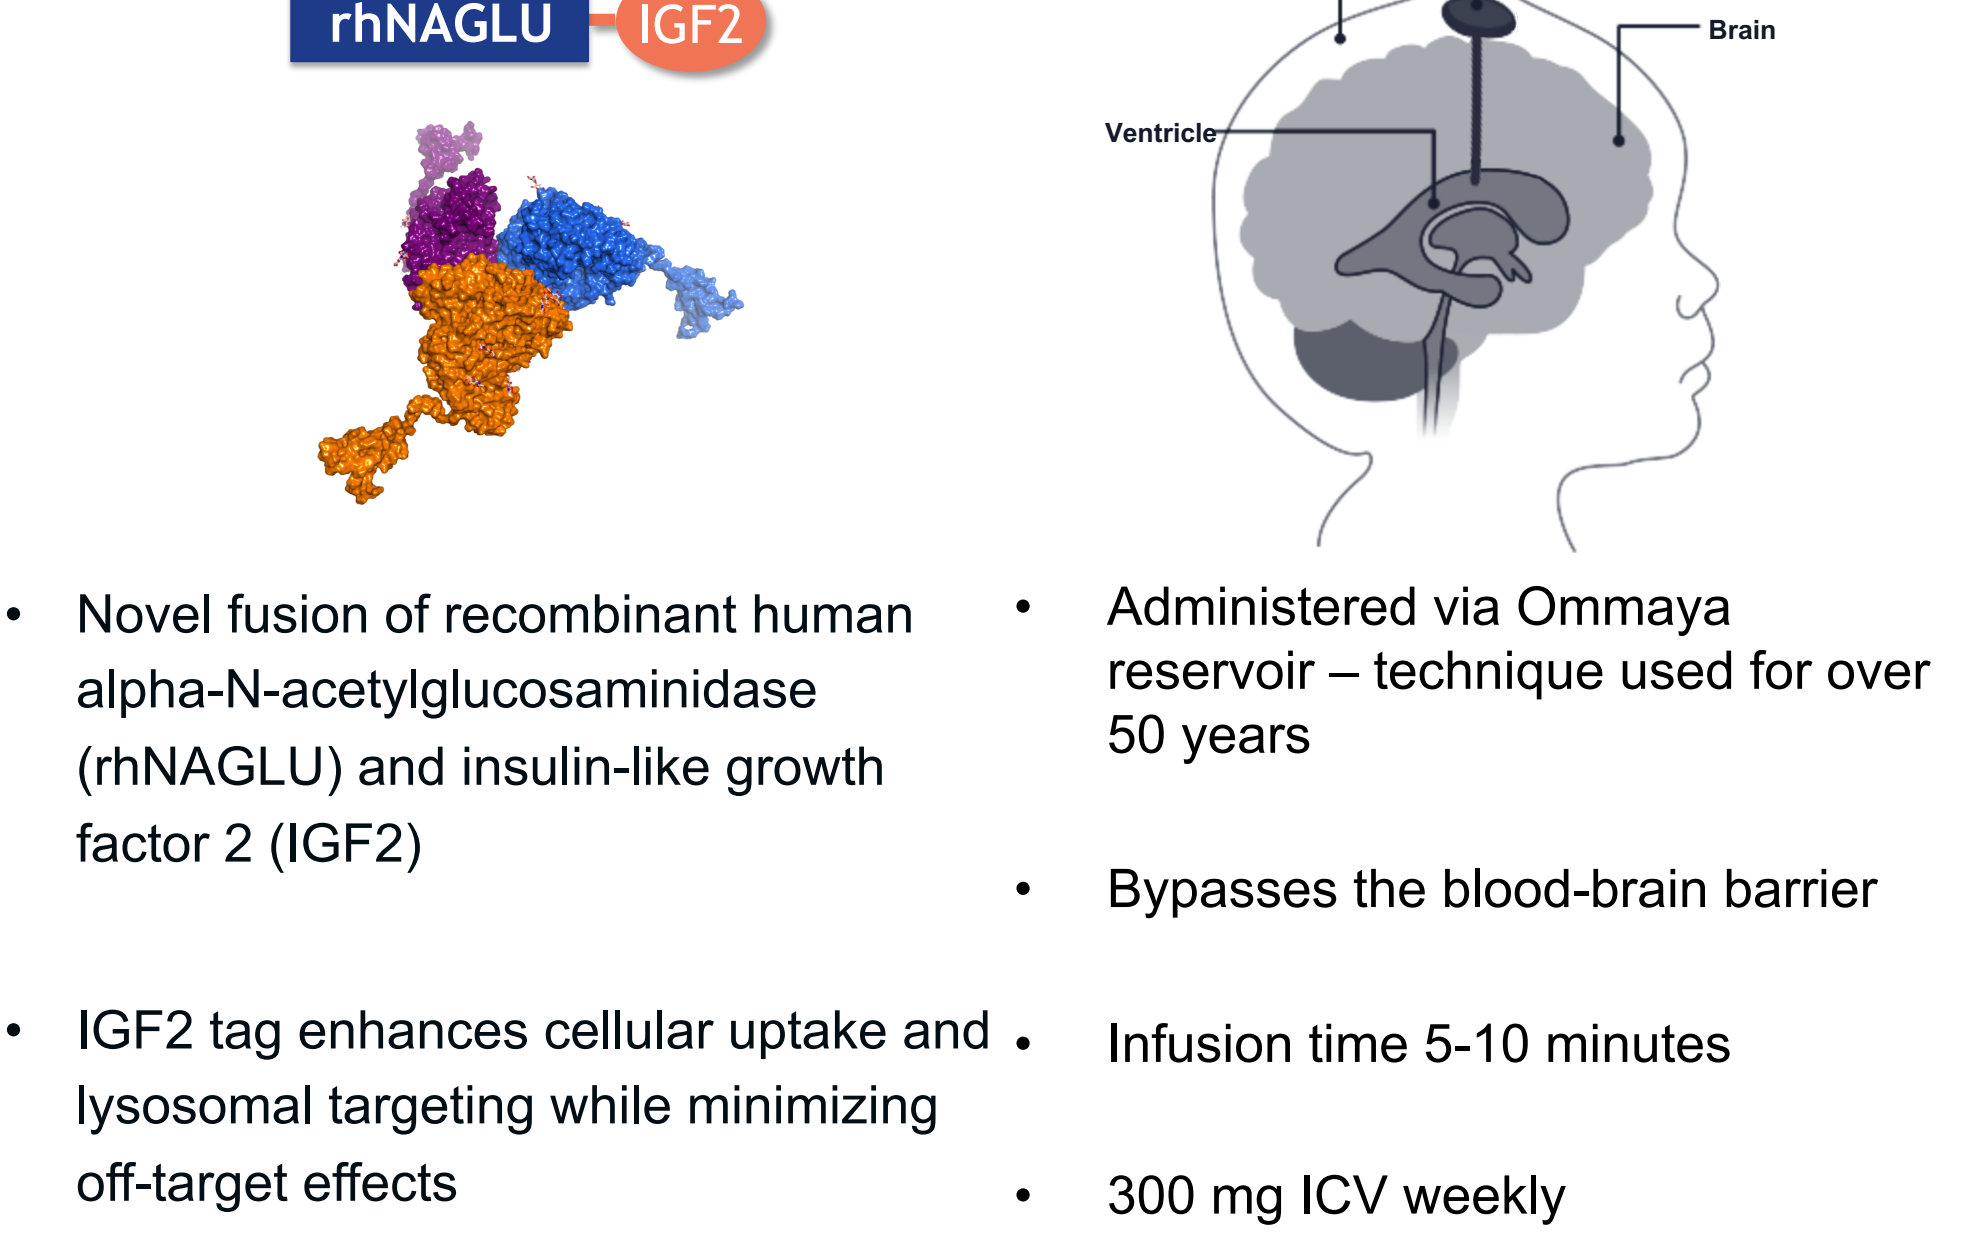 rhNAGLU IGF2
Brain
Ventricle
• Novel fusion of recombinant human
alpha-N-acetylglucosaminidase
(rhNAGLU) and insulin-like growth
factor 2 (IGF2)
• IGF2 tag enhances cellular uptake and
lysosomal targeting while minimizing
off-target effects
• Administered via Ommaya
reservoir – technique used for over
50 years
• Bypasses the blood-brain barrier
• Infusion time 5-10 minutes
• 300 mg ICV weekly